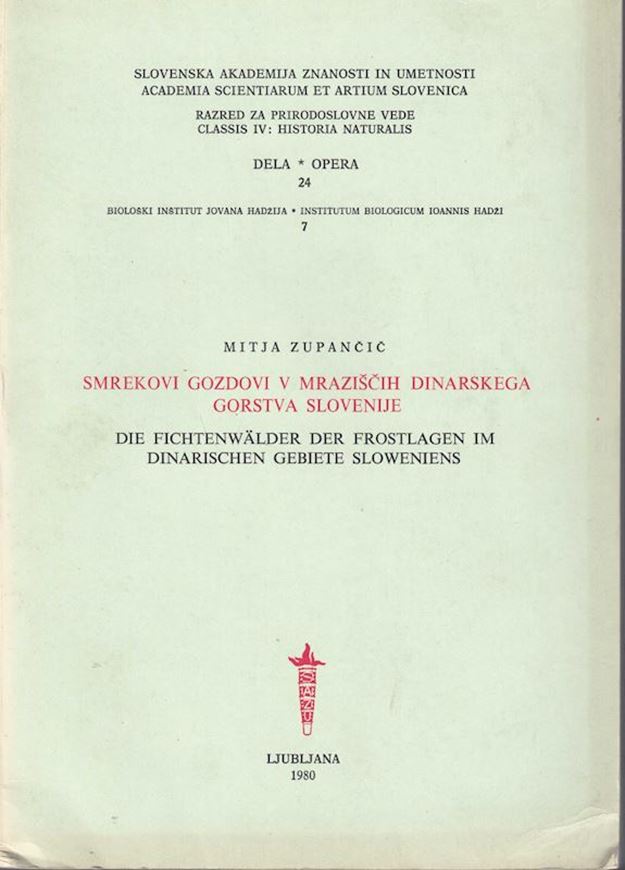 SLOVENSKA AKADEMIJA ZNANOSTI IN UMETNOSTI
ACADEMIA SCIENTIARUM ET ARTIUM SLOVENICA
RAZRED ZA PRIRODOSLOVNE VEDE
CLASSIS IV: HISTORIA NATURALIS
DELA * OPERA
24
BIOLOŠKI INŠTITUT JOVANA HADŽIJA * INSTITUTUM BIOLOGICUM IOANNIS HADŽI
7
MITJA ZUPANČIČ
SMREKOVI GOZDOVI V MRAZIŠČIH DINARSKEGA
GORSTVA SLOVENIJE
DIE FICHTENWÄLDER DER FROSTLAGEN IM
DINARISCHEN GEBIETE SLOWENIENS
SAZU
LJUBLJANA
1980